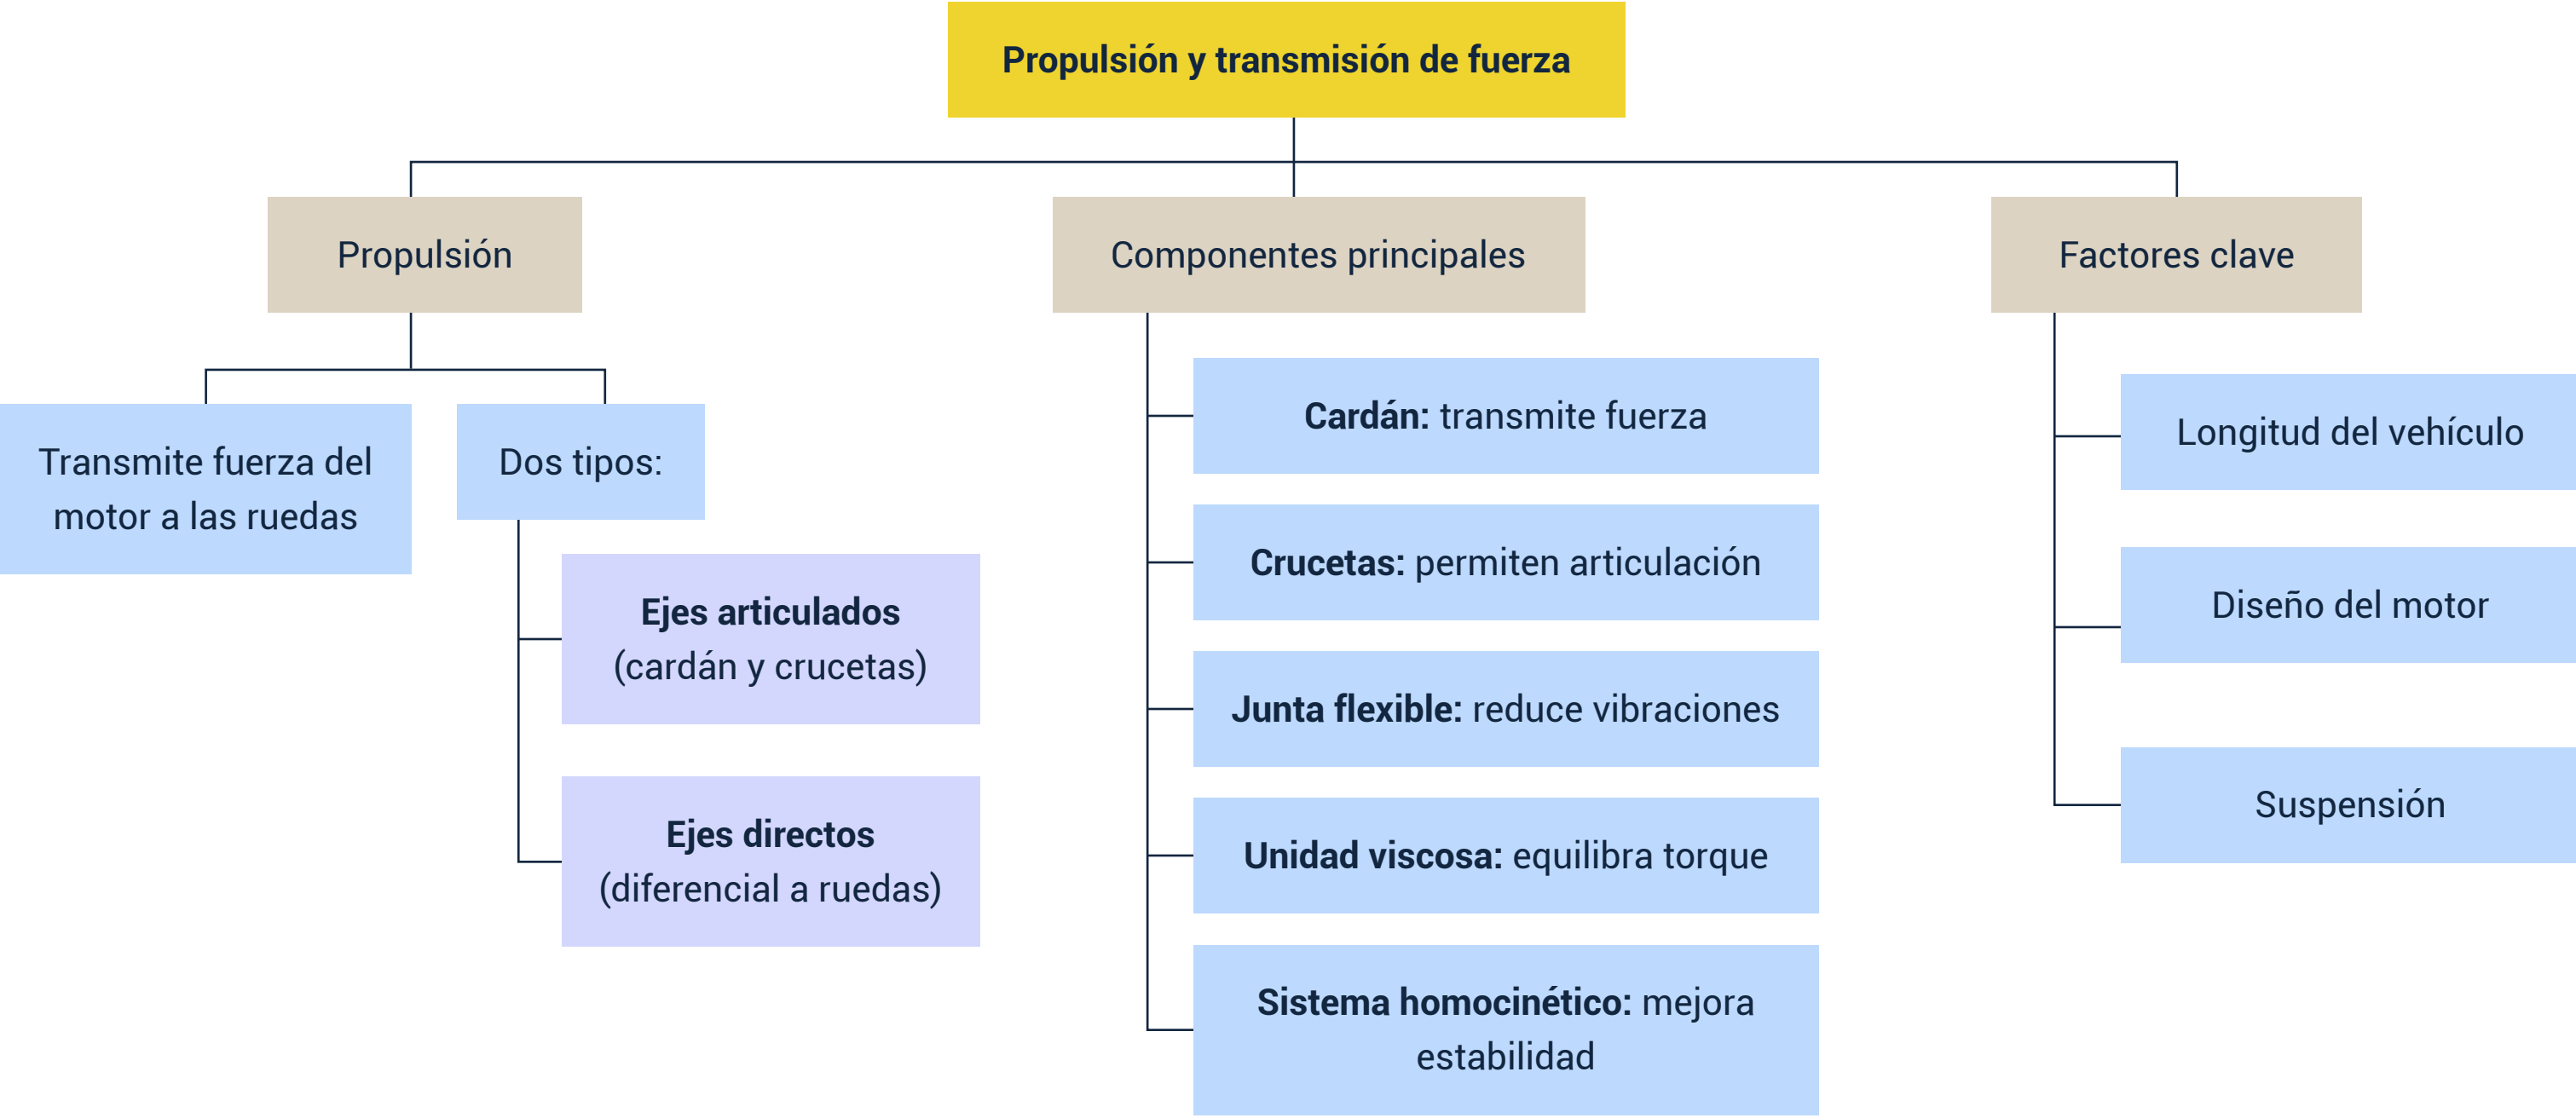 Propulsión y transmisión de fuerza
Propulsión
Transmite fuerza del
motor a las ruedas
Dos tipos:
Ejes articulados
(cardán y crucetas)
Ejes directos
(diferencial a ruedas)
Componentes principales
Cardán: transmite fuerza
Crucetas: permiten articulación
Junta flexible: reduce vibraciones
Unidad viscosa: equilibra torque
Sistema homocinético: mejora
estabilidad
Factores clave
Longitud del vehículo
Diseño del motor
Suspensión